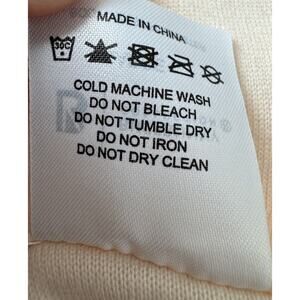 MADE IN CHINA
30C
COLD MACHINE WASH
DO NOT BLEACH
DO NOT TUMBLE DRY
DO NOT IRON
DO NOT DRY CLEAN